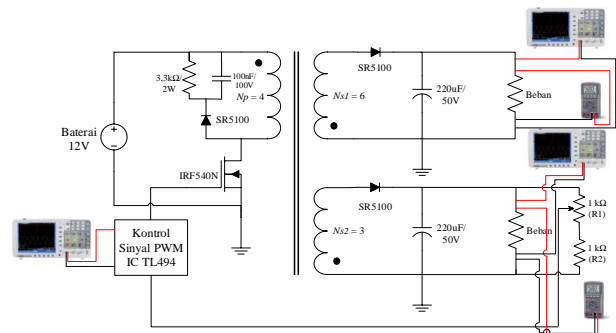 3,3kΩ/
2W
100nF/
100V
Np = 4
SR5100
Baterai
12V
IRF540N
Kontrol
Sinyal PWM
IC TL494
SR5100
Ns1 = 6
220uF/
50V
Beban
SR5100
Ns2 = 3
220uF/
50V
Beban
1 kΩ
(R1)
1 kΩ
(R2)